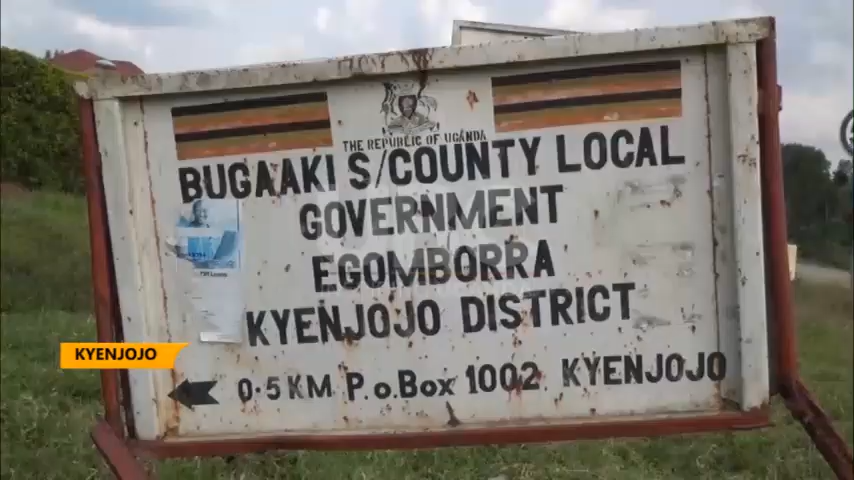 THE REPUBLIC OF UGANDA
BUGAAKI S/COUNTY LOCAL
GOVERNMENT
EGOMBORRA
KYENJOJO DISTRICT
0.5KM P.o.Box 1002 KYENJOJO
KYENJOJO